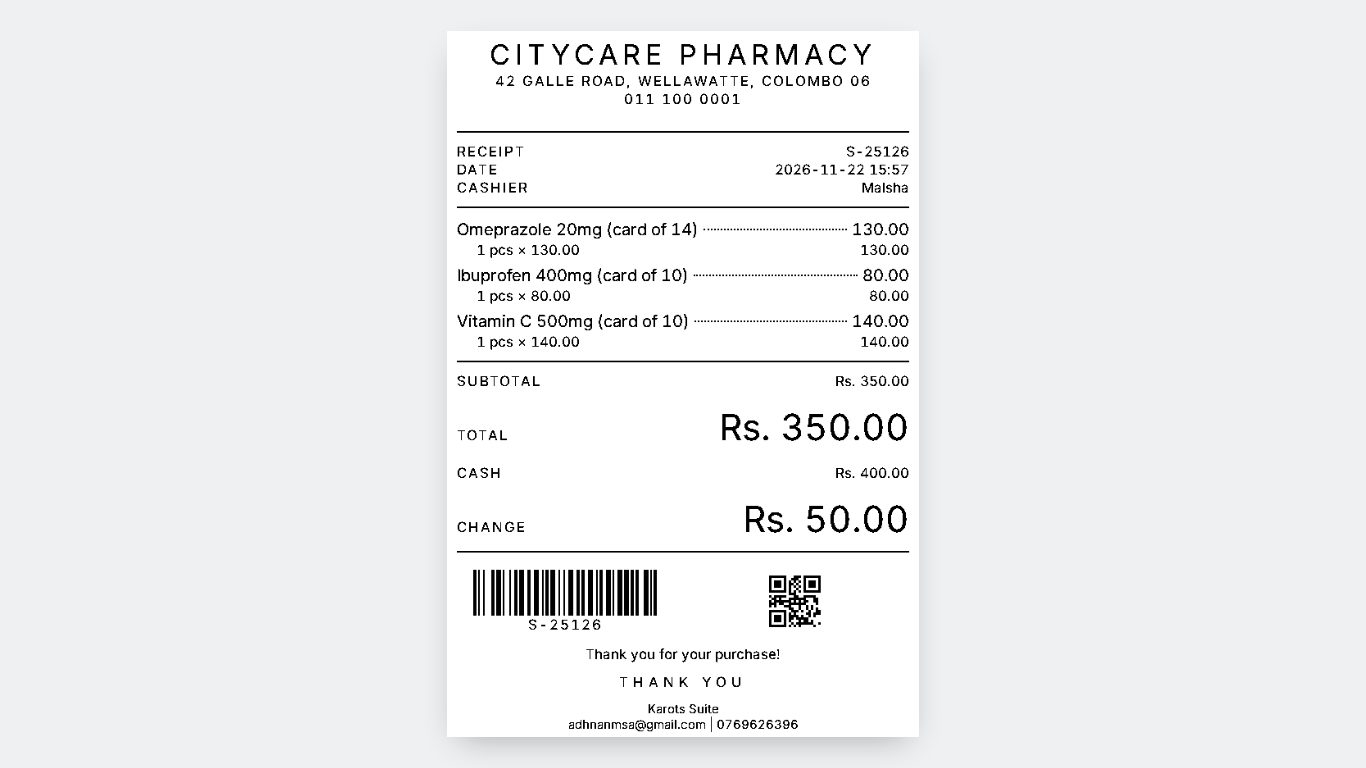 CITYCARE PHARMACY
42 GALLE ROAD, WELLAWATTE, COLOMBO 06
011 100 0001
RECEIPT S-25126
DATE 2026-11-22 15:57
CASHIER Malsha
Omeprazole 20mg (card of 14) 130.00
1 pcs × 130.00 130.00
Ibuprofen 400mg (card of 10) 80.00
1 pcs × 80.00 80.00
Vitamin C 500mg (card of 10) 140.00
1 pcs × 140.00 140.00
SUBTOTAL Rs. 350.00
TOTAL Rs. 350.00
CASH Rs. 400.00
CHANGE Rs. 50.00
S-25126
Thank you for your purchase!
THANK YOU
Karots Suite
adhnanmsa@gmail.com | 0769626396